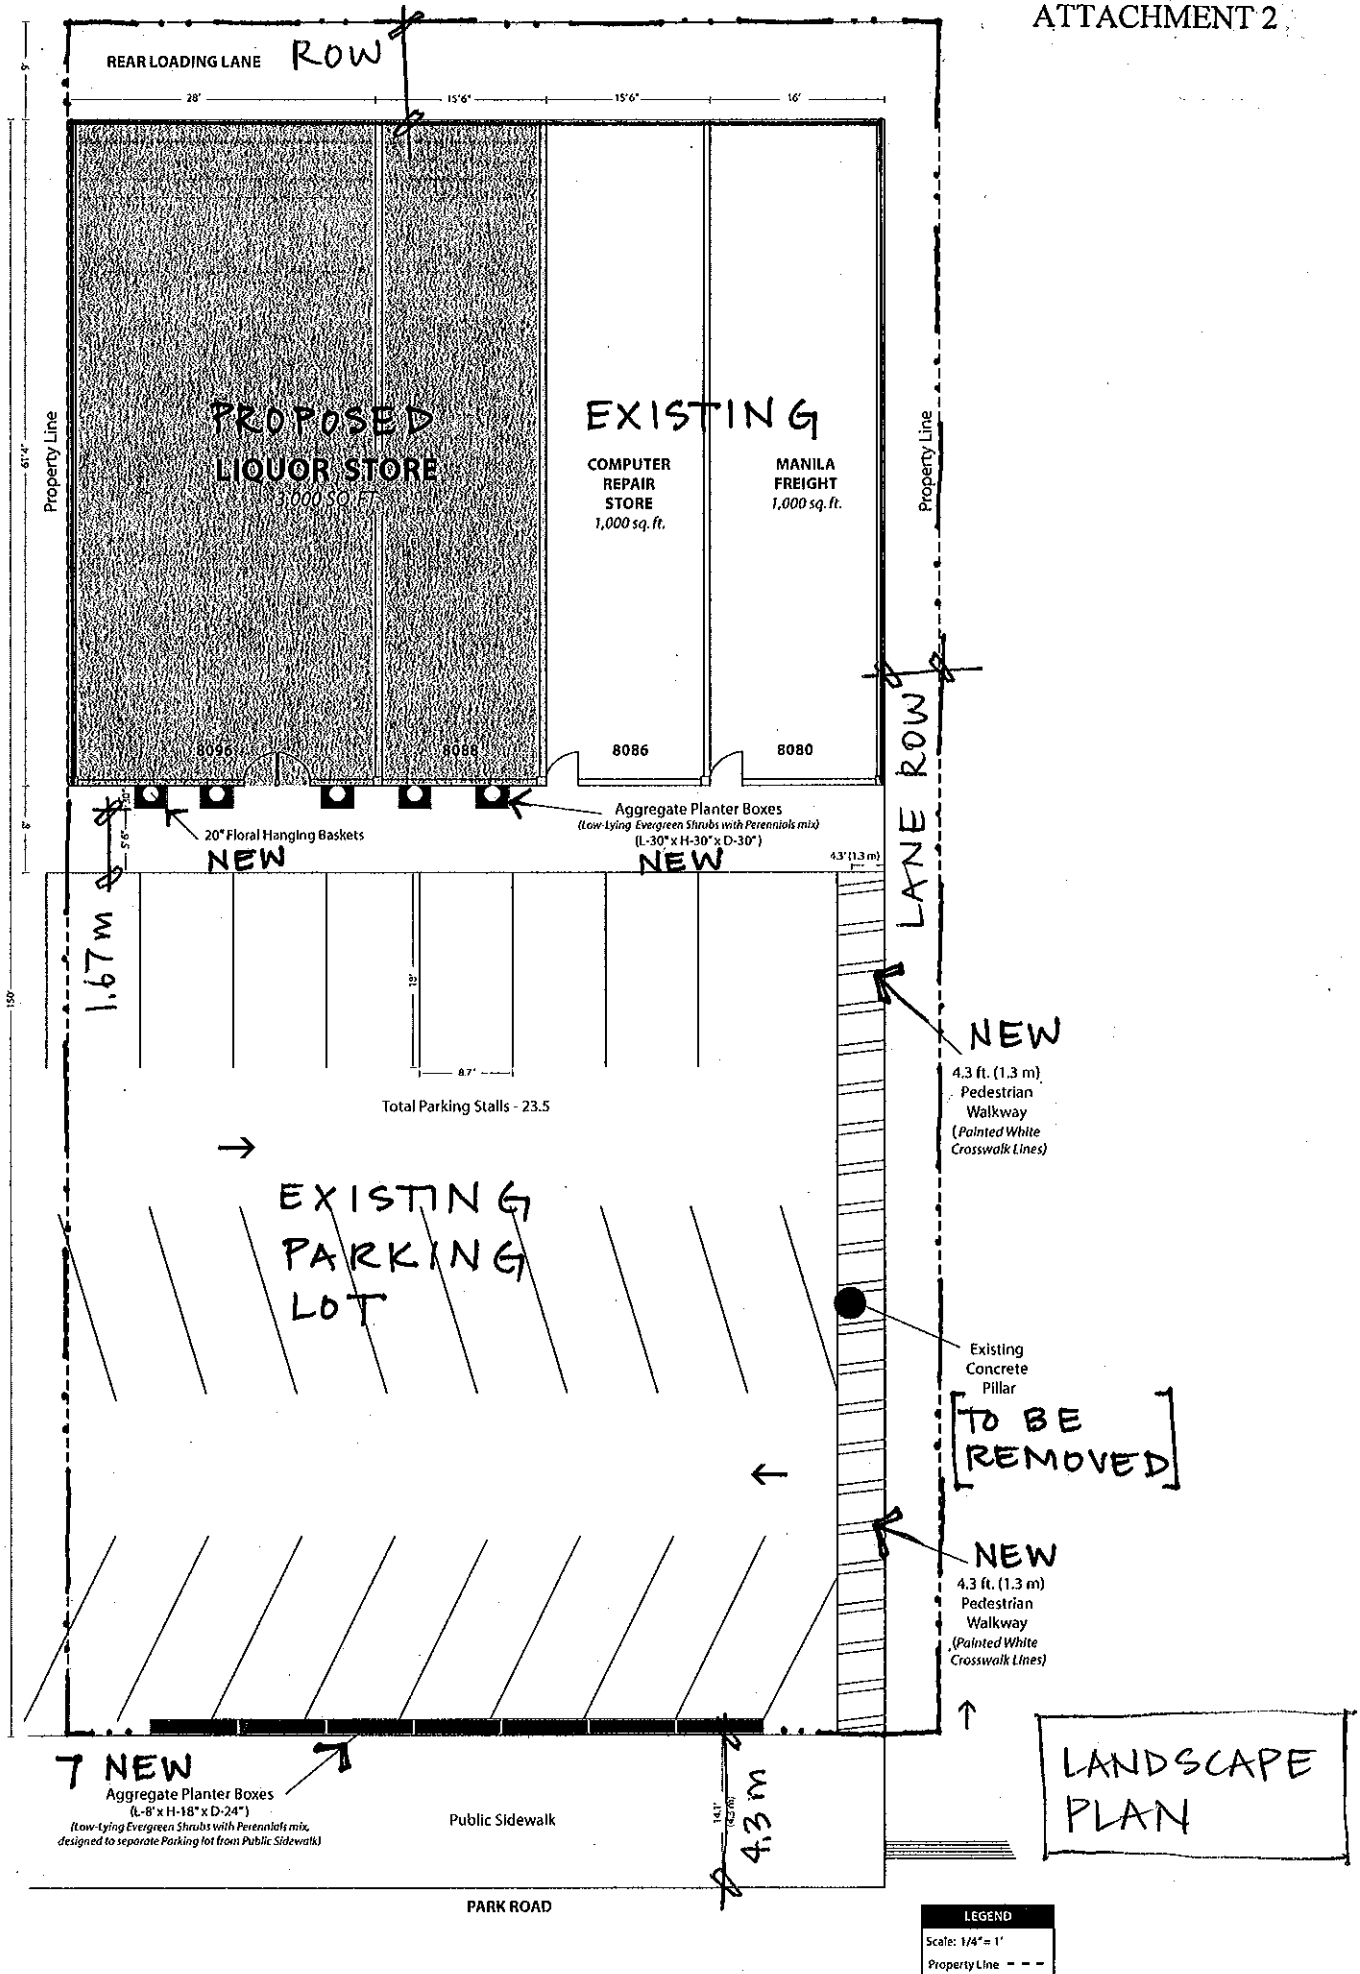 ATTACHMENT 2
REAR LOADING LANE ROW
28' 15'6" 15'6" 16'
Property Line
61'4"
150'
PROPOSED
LIQUOR STORE
3,000 SQ. FT.
EXISTING
COMPUTER
REPAIR
STORE
1,000 sq. ft.
MANILA
FREIGHT
1,000 sq. ft.
Property Line
8096 8088 8086 8080
LANE ROW
20" Floral Hanging Baskets
NEW
Aggregate Planter Boxes
(Low-Lying Evergreen Shrubs with Perennials mix)
(L-30" x H-30" x D-30")
NEW
8'
30"
5'6"
1.67 m
4.3' (1.3 m)
19'
8.7'
Total Parking Stalls - 23.5
EXISTING
PARKING
LOT
NEW
4.3 ft. (1.3 m)
Pedestrian
Walkway
(Painted White
Crosswalk Lines)
Existing
Concrete
Pillar
[TO BE
REMOVED]
NEW
4.3 ft. (1.3 m)
Pedestrian
Walkway
(Painted White
Crosswalk Lines)
7 NEW
Aggregate Planter Boxes
(L-8' x H-18" x D-24")
(Low-Lying Evergreen Shrubs with Perennials mix,
designed to separate Parking lot from Public Sidewalk)
Public Sidewalk
14.1'
(4.3 m)
4.3 m
PARK ROAD
LANDSCAPE
PLAN
LEGEND
Scale: 1/4" = 1'
Property Line - - - -